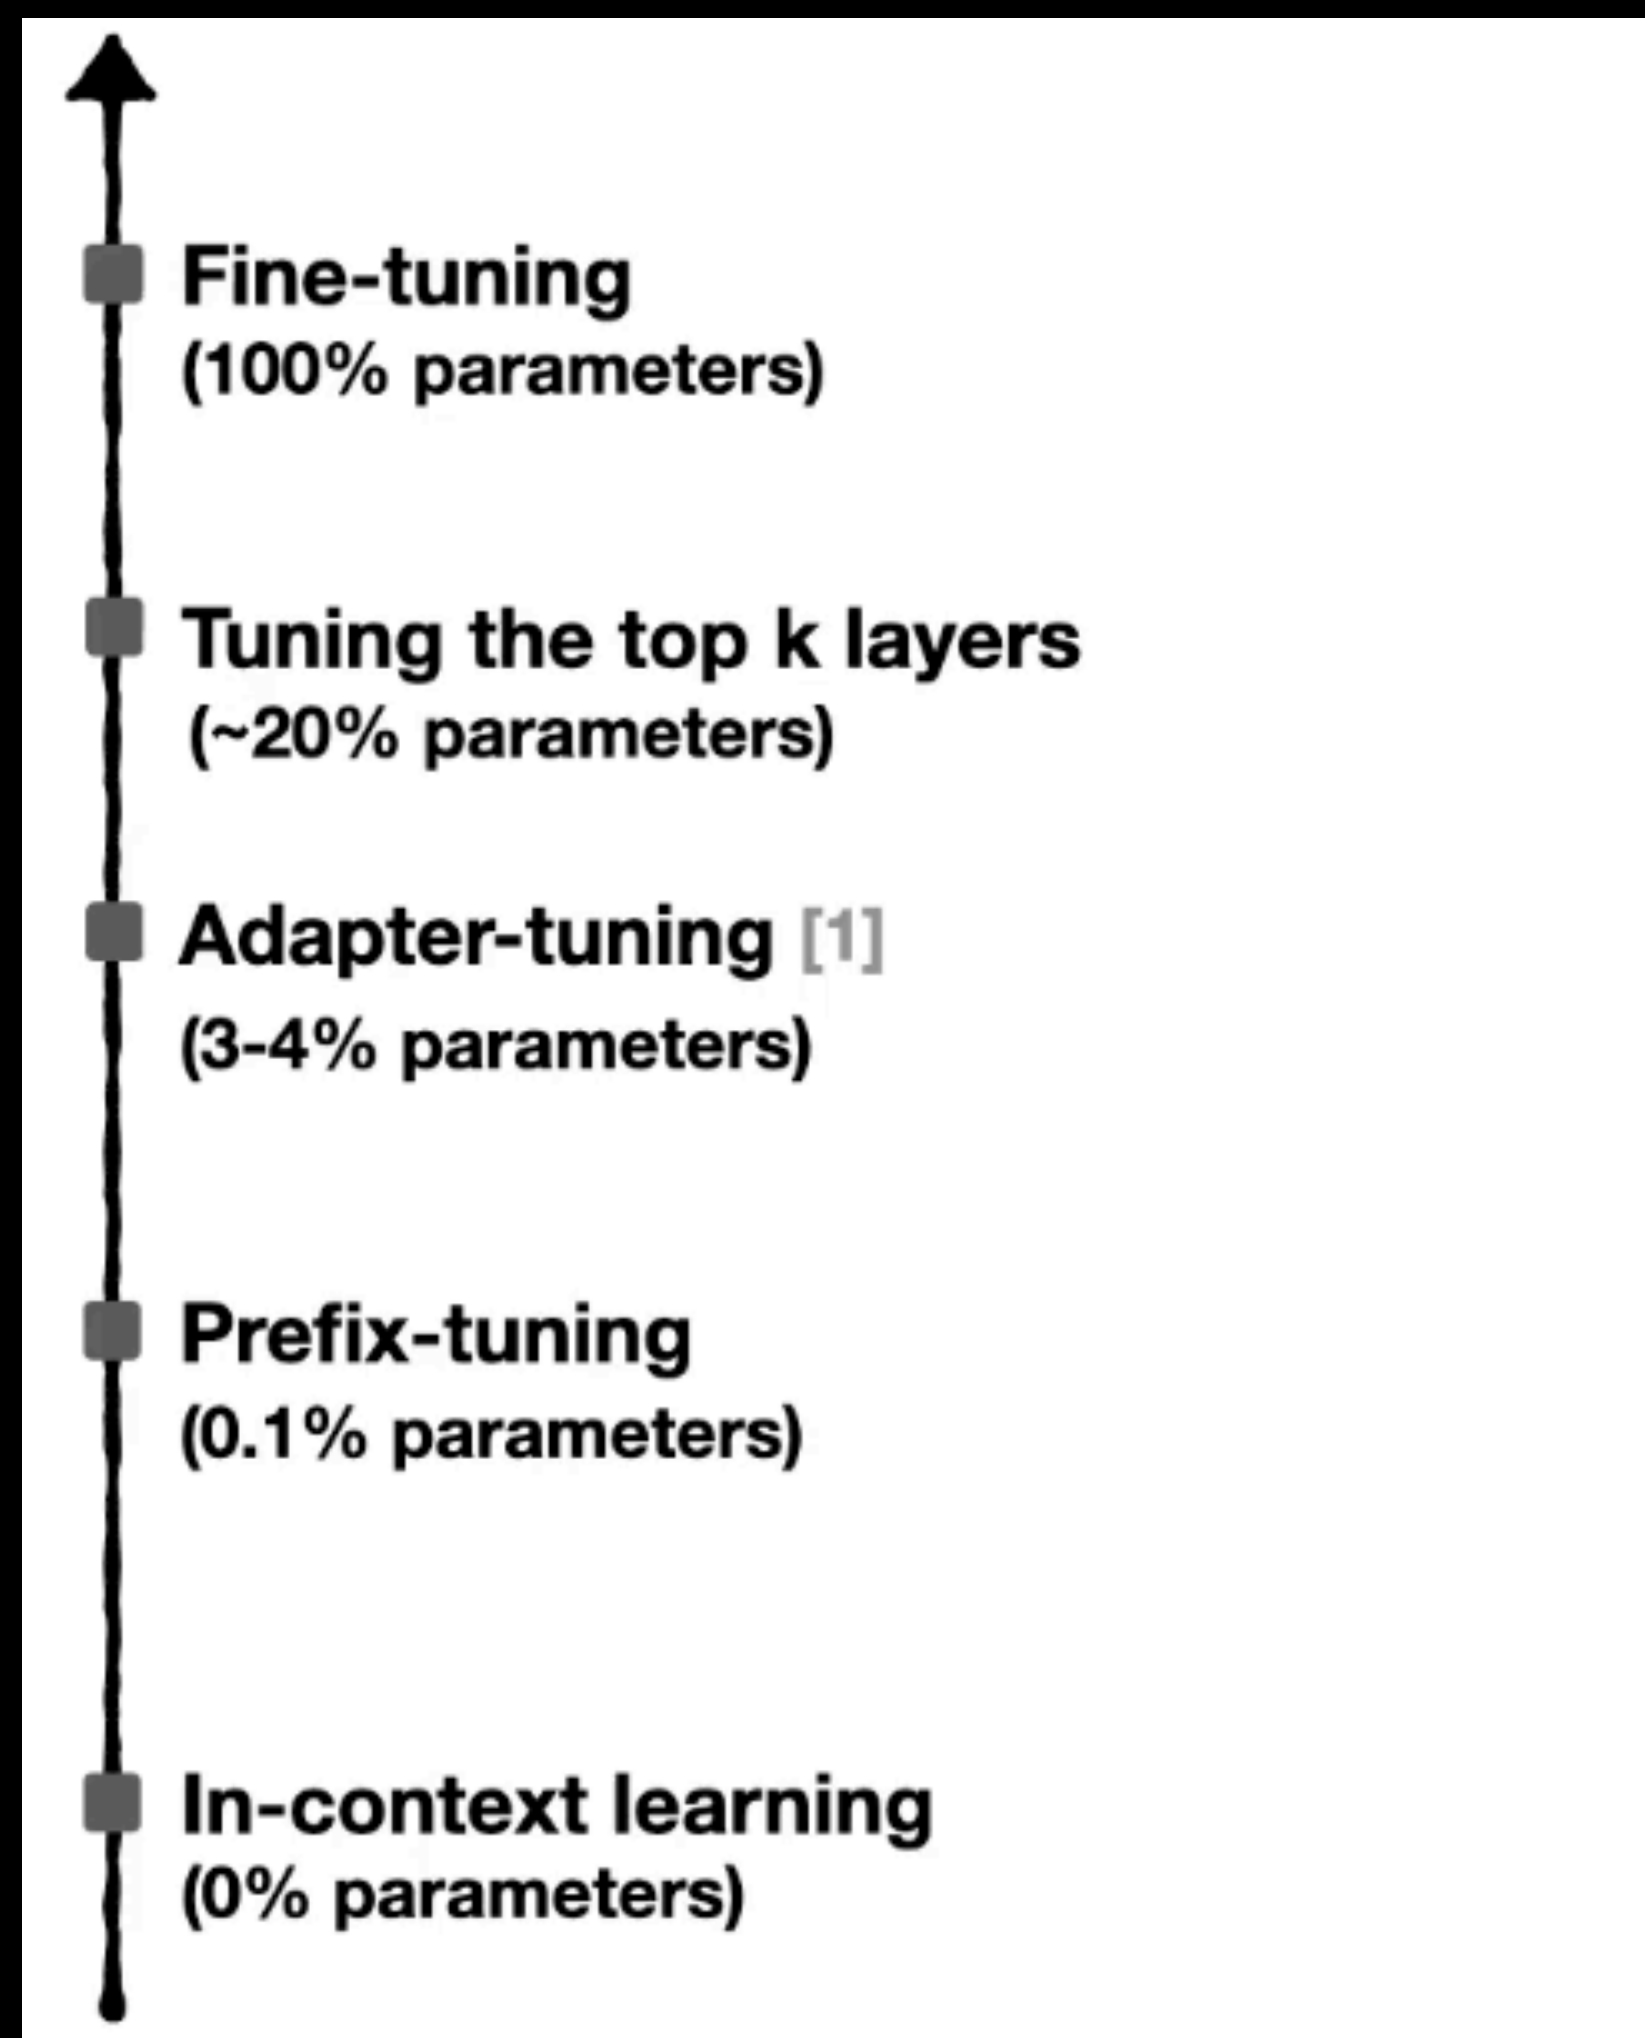 Fine-tuning
(100% parameters)
Tuning the top k layers
(~20% parameters)
Adapter-tuning [1]
(3-4% parameters)
Prefix-tuning
(0.1% parameters)
In-context learning
(0% parameters)